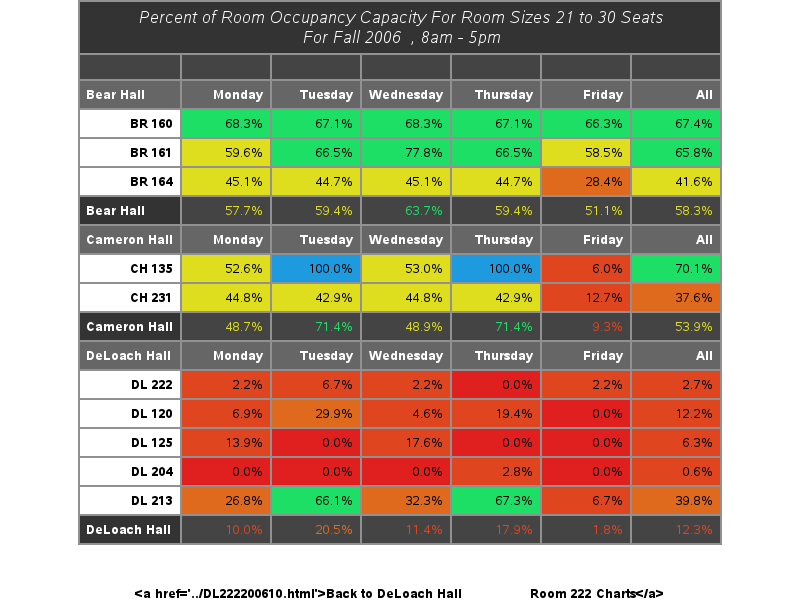 Percent of Room Occupancy Capacity For Room Sizes 21 to 30 Seats
For Fall 2006 , 8am - 5pm
Bear Hall Monday Tuesday Wednesday Thursday Friday All
BR 160 68.3% 67.1% 68.3% 67.1% 66.3% 67.4%
BR 161 59.6% 66.5% 77.8% 66.5% 58.5% 65.8%
BR 164 45.1% 44.7% 45.1% 44.7% 28.4% 41.6%
Bear Hall 57.7% 59.4% 63.7% 59.4% 51.1% 58.3%
Cameron Hall Monday Tuesday Wednesday Thursday Friday All
CH 135 52.6% 100.0% 53.0% 100.0% 6.0% 70.1%
CH 231 44.8% 42.9% 44.8% 42.9% 12.7% 37.6%
Cameron Hall 48.7% 71.4% 48.9% 71.4% 9.3% 53.9%
DeLoach Hall Monday Tuesday Wednesday Thursday Friday All
DL 222 2.2% 6.7% 2.2% 0.0% 2.2% 2.7%
DL 120 6.9% 29.9% 4.6% 19.4% 0.0% 12.2%
DL 125 13.9% 0.0% 17.6% 0.0% 0.0% 6.3%
DL 204 0.0% 0.0% 0.0% 2.8% 0.0% 0.6%
DL 213 26.8% 66.1% 32.3% 67.3% 6.7% 39.8%
DeLoach Hall 10.0% 20.5% 11.4% 17.9% 1.8% 12.3%
<a href='../DL222200610.html'>Back to DeLoach Hall Room 222 Charts</a>